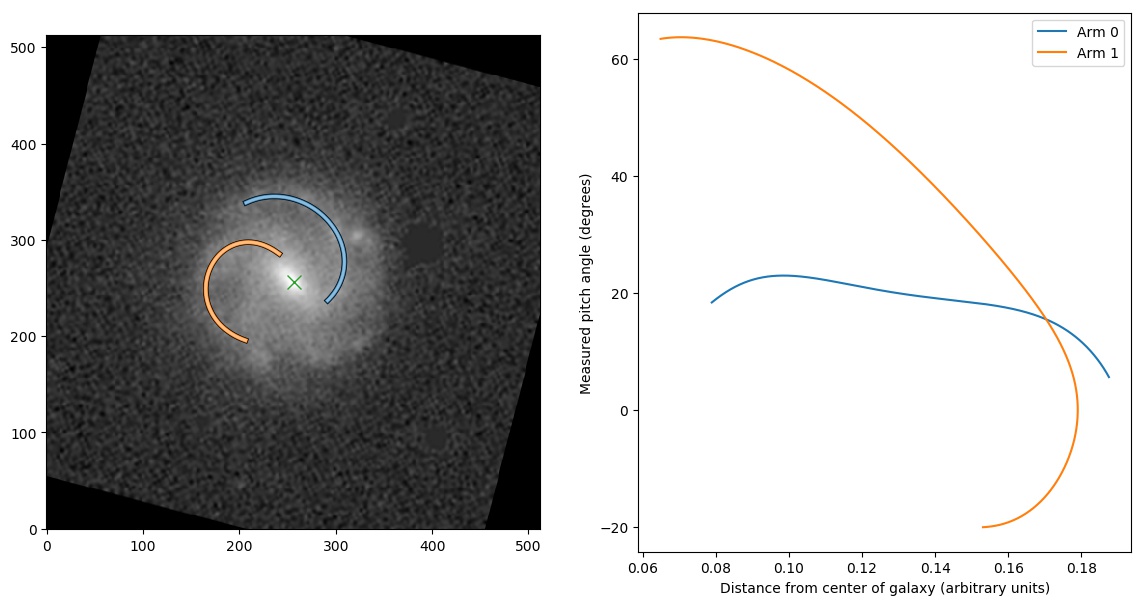 500
400
300
200
100
0
0 100 200 300 400 500
Arm 0
Arm 1
60
40
20
0
−20
Measured pitch angle (degrees)
0.06 0.08 0.10 0.12 0.14 0.16 0.18
Distance from center of galaxy (arbitrary units)